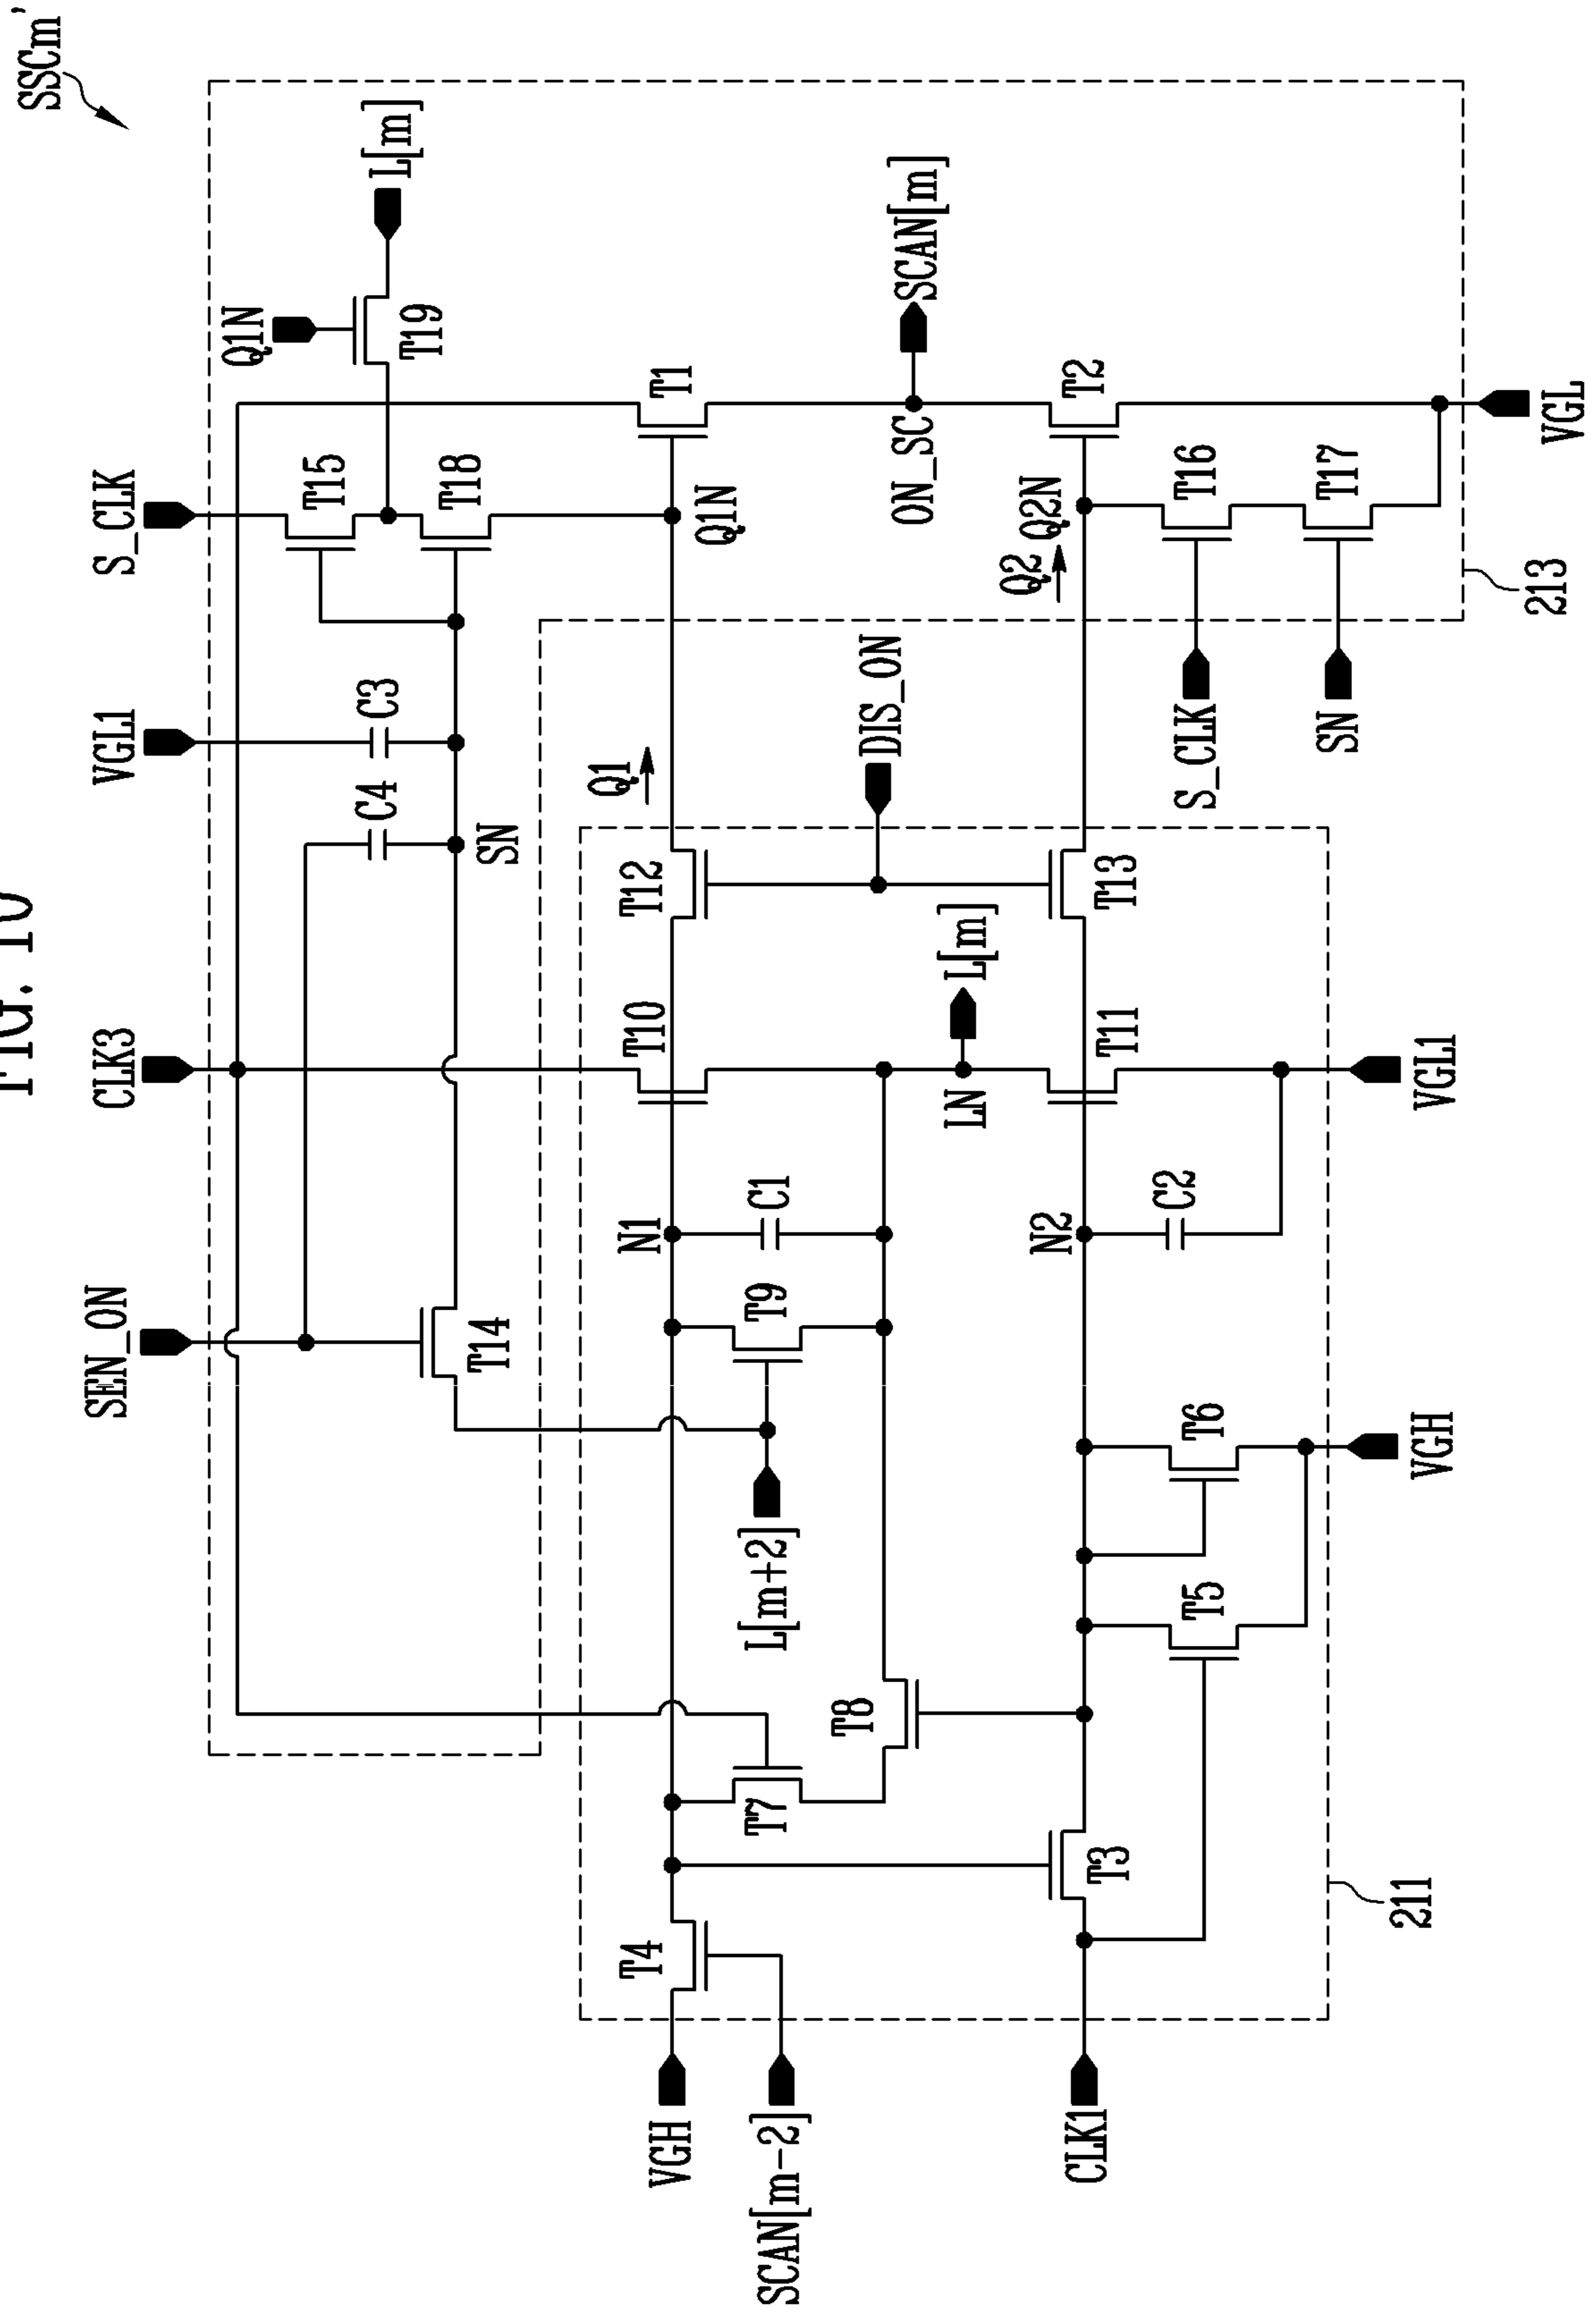 FIG. 10
SSCm'
SEN_ON
CLK3
VGL1
S_CLK
Q1N
L[m]
T15
C4
C3
T19
T18
T14
SN
Q1
VGH
T4
N1
T10
T12
Q1N
T1
T7
T9
C1
SCAN[m-2]
L[m+2]
T8
DIS_ON
ON_SC
SCAN[m]
LN
L[m]
Q2
Q2N
N2
T2
CLK1
T3
T11
T13
T5
T6
C2
S_CLK
T16
SN
T17
211
VGH
VGL1
213
VGL